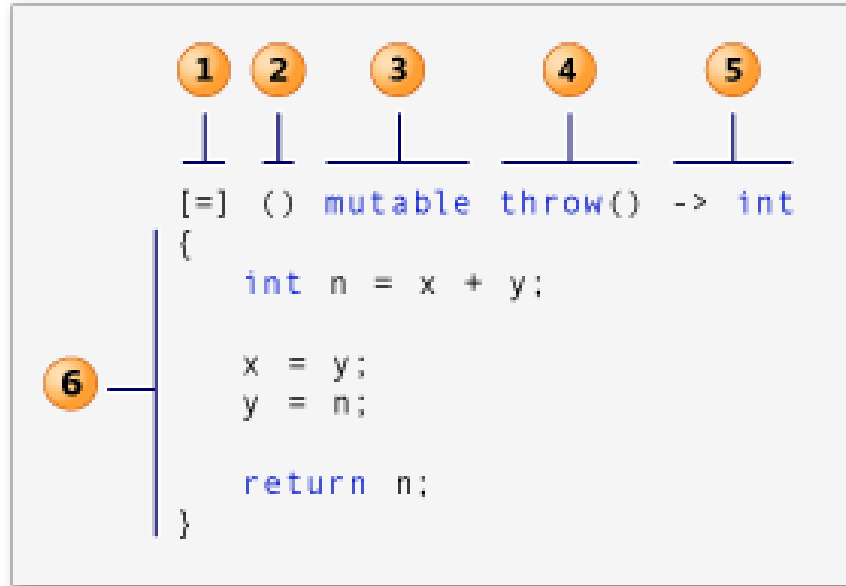 1 2 3 4 5
[=] () mutable throw() -> int
{
int n = x + y;
x = y;
6
y = n;
return n;
}